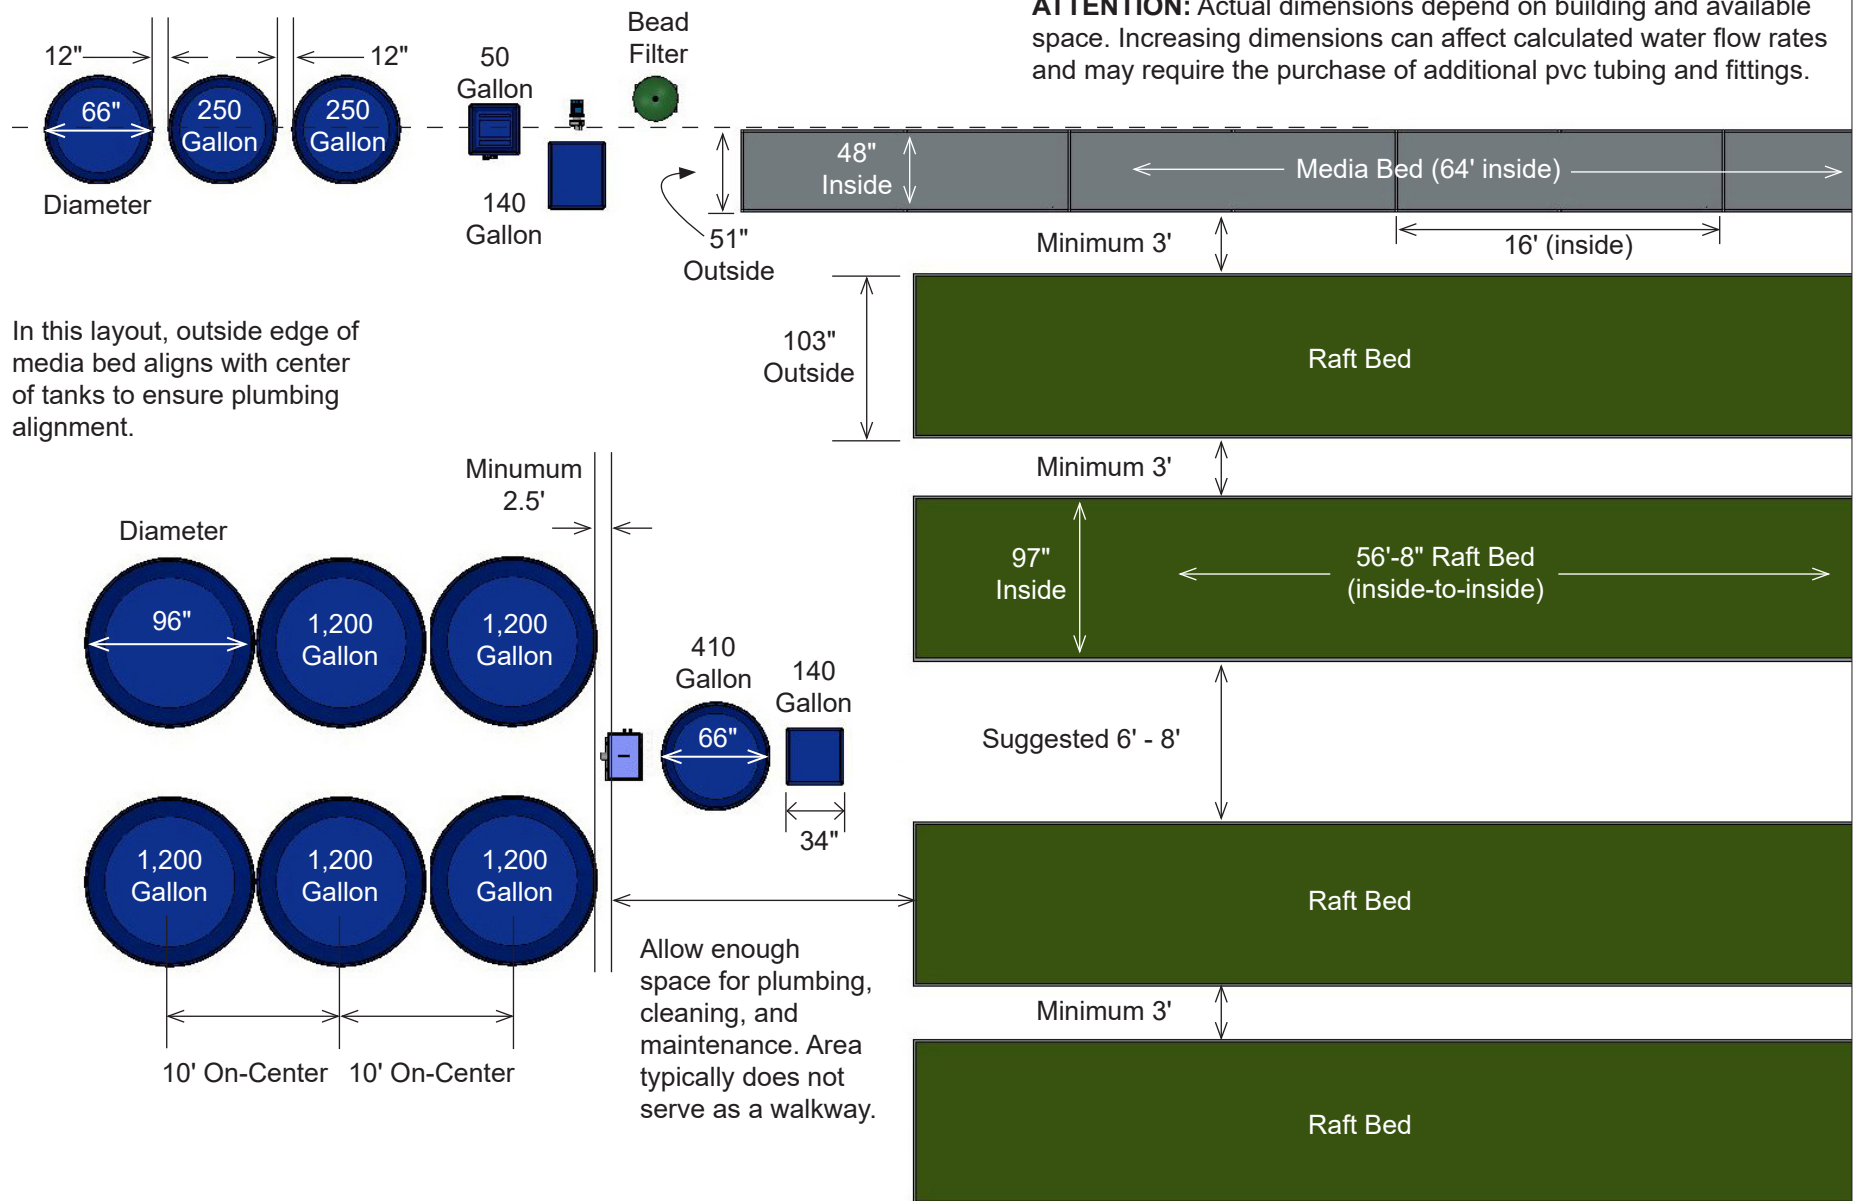 ATTENTION: Actual dimensions depend on building and available
space. Increasing dimensions can affect calculated water flow rates
and may require the purchase of additional pvc tubing and fittings.
12"
12"
50
Gallon
Bead
Filter
66"
250
Gallon
250
Gallon
Diameter
140
Gallon
51"
Outside
48"
Inside
Media Bed (64' inside)
16' (inside)
Minimum 3'
In this layout, outside edge of
media bed aligns with center
of tanks to ensure plumbing
alignment.
103"
Outside
Raft Bed
Minimum 3'
Minumum
2.5'
Diameter
97"
Inside
56'-8" Raft Bed
(inside-to-inside)
96"
1,200
Gallon
1,200
Gallon
410
Gallon
66"
140
Gallon
34"
Suggested 6' - 8'
1,200
Gallon
1,200
Gallon
1,200
Gallon
Raft Bed
10' On-Center
10' On-Center
Allow enough
space for plumbing,
cleaning, and
maintenance. Area
typically does not
serve as a walkway.
Minimum 3'
Raft Bed